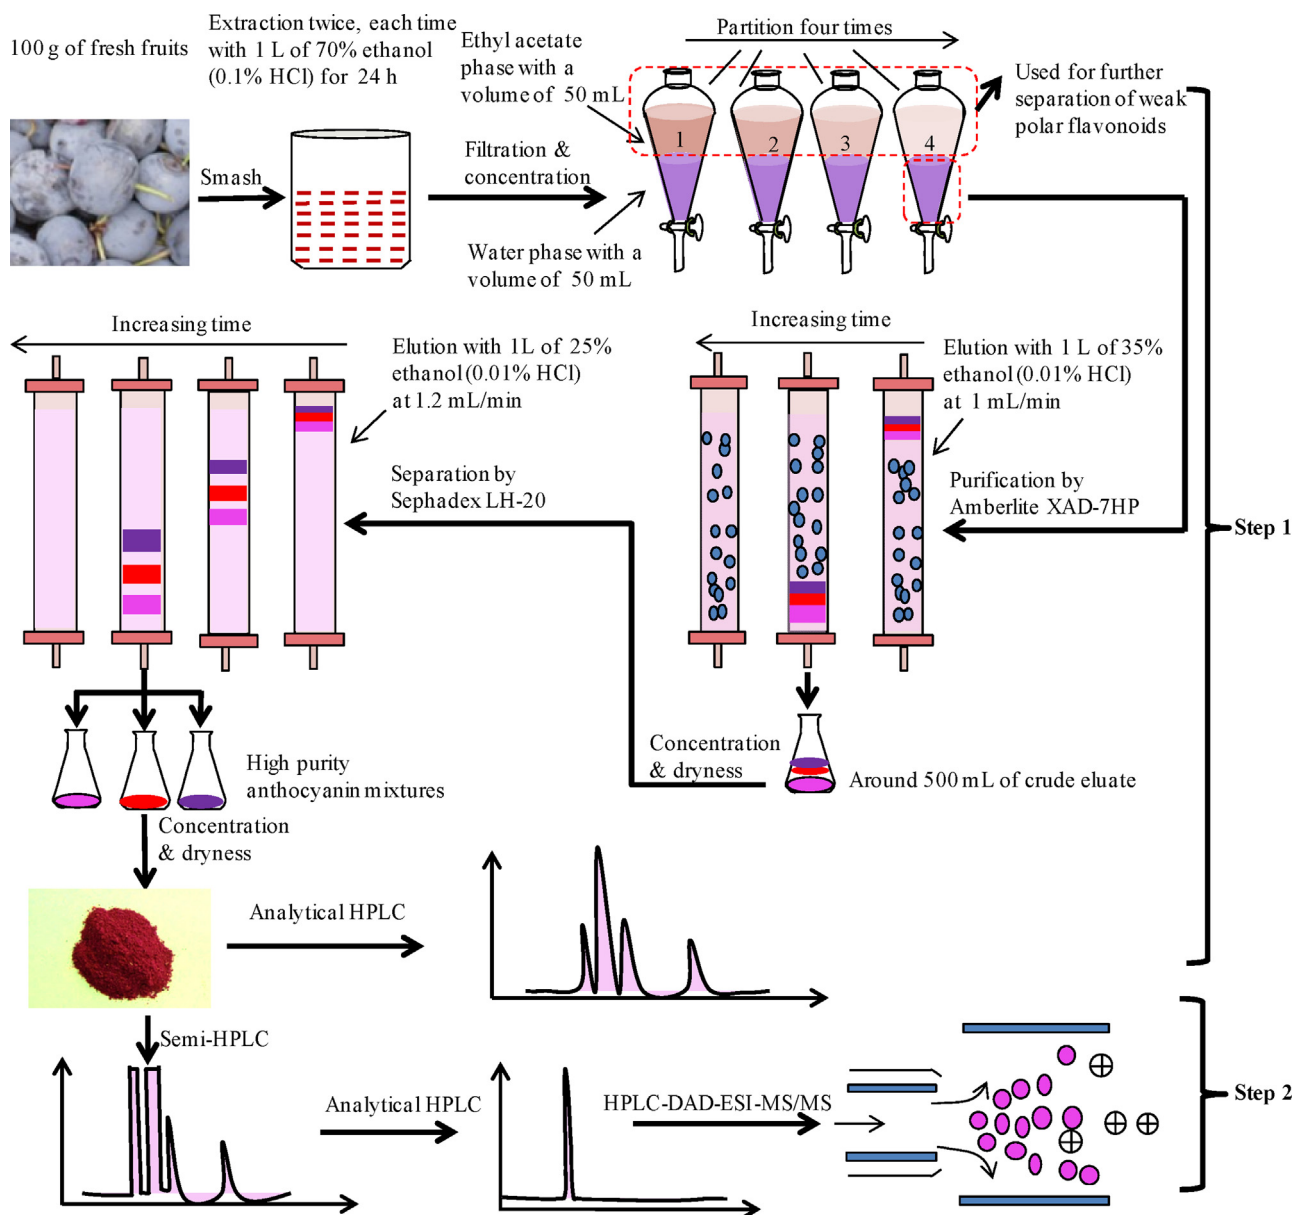 100 g of fresh fruits
Extraction twice, each time
with 1 L of 70% ethanol
(0.1% HCl) for 24 h
Smash
Filtration &
concentration
Ethyl acetate
phase with a
volume of 50 mL
Water phase with a
volume of 50 mL
Partition four times
1
2
3
4
Used for further
separation of weak
polar flavonoids
Increasing time
Elution with 1 L of 35%
ethanol (0.01% HCl)
at 1 mL/min
Purification by
Amberlite XAD-7HP
Around 500 mL of crude eluate
Concentration
& dryness
Increasing time
Elution with 1L of 25%
ethanol (0.01% HCl)
at 1.2 mL/min
Separation by
Sephadex LH-20
High purity
anthocyanin mixtures
Concentration
& dryness
Analytical HPLC
Step 1
Semi-HPLC
Analytical HPLC
HPLC-DAD-ESI-MS/MS
Step 2